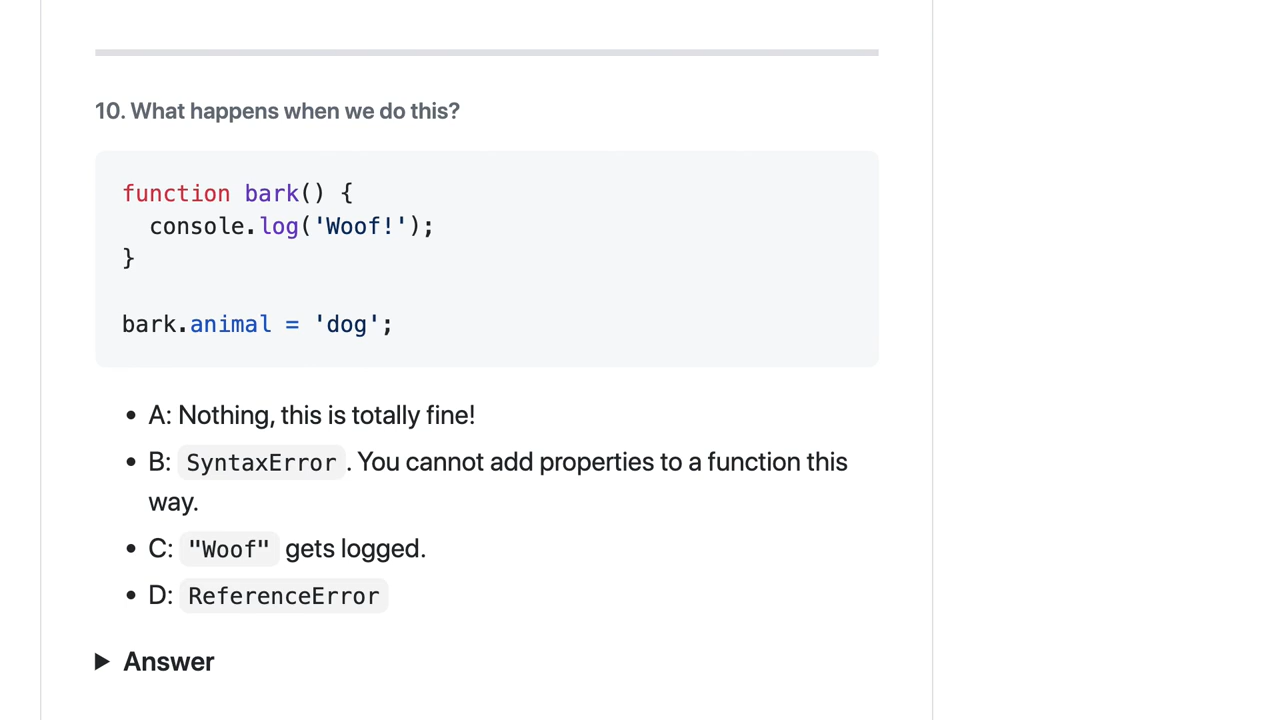 10. What happens when we do this?
function bark() {
  console.log('Woof!');
}
bark.animal = 'dog';
• A: Nothing, this is totally fine!
• B: SyntaxError. You cannot add properties to a function this
way.
• C: "Woof" gets logged.
• D: ReferenceError
▶ Answer